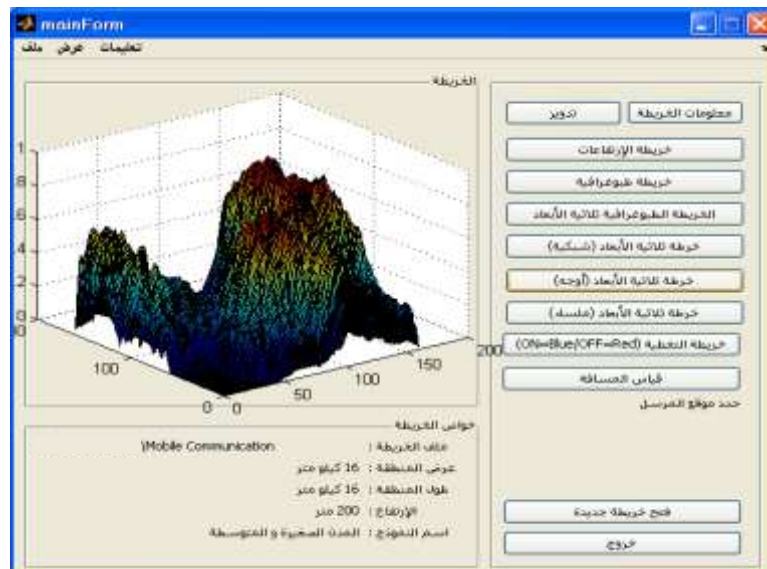 mainForm
ملف عرض تعليمات
الخريطة
1
0
100
0
0
50
100
150
200
معلومات الخريطة
تدوير
خريطة الإرتفاعات
خريطة طبوغرافية
الخريطة الطبوغرافية ثلاثية الأبعاد
خرطة ثلاثية الأبعاد (شبكية)
خرطة ثلاثية الأبعاد (أوجه)
خرطة ثلاثية الأبعاد (ملساء)
خريطة التغطية (ON=Blue/OFF=Red)
قياس المسافة
حدد موقع المرسل
فتح خريطة جديدة
خروج
خواص الخريطة
ملف الخريطة : \Mobile Communication
عرض المنطقة : 16 كيلو متر
طول المنطقة : 16 كيلو متر
الإرتفاع : 200 متر
اسم النموذج : المدن الصغيرة و المتوسطة